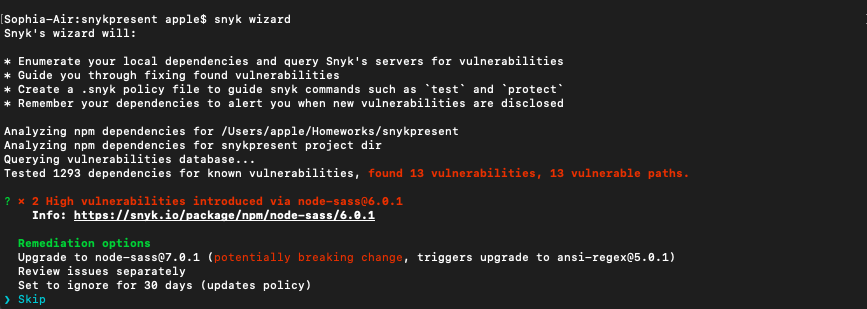 [Sophia-Air:snykpresent apple$ snyk wizard
Snyk's wizard will:
* Enumerate your local dependencies and query Snyk's servers for vulnerabilities
* Guide you through fixing found vulnerabilities
* Create a .snyk policy file to guide snyk commands such as `test` and `protect`
* Remember your dependencies to alert you when new vulnerabilities are disclosed
Analyzing npm dependencies for /Users/apple/Homeworks/snykpresent
Analyzing npm dependencies for snykpresent project dir
Querying vulnerabilities database...
Tested 1293 dependencies for known vulnerabilities, found 13 vulnerabilities, 13 vulnerable paths.
? ✗ 2 High vulnerabilities introduced via node-sass@6.0.1
Info: https://snyk.io/package/npm/node-sass/6.0.1
Remediation options
Upgrade to node-sass@7.0.1 (potentially breaking change, triggers upgrade to ansi-regex@5.0.1)
Review issues separately
Set to ignore for 30 days (updates policy)
❯ Skip